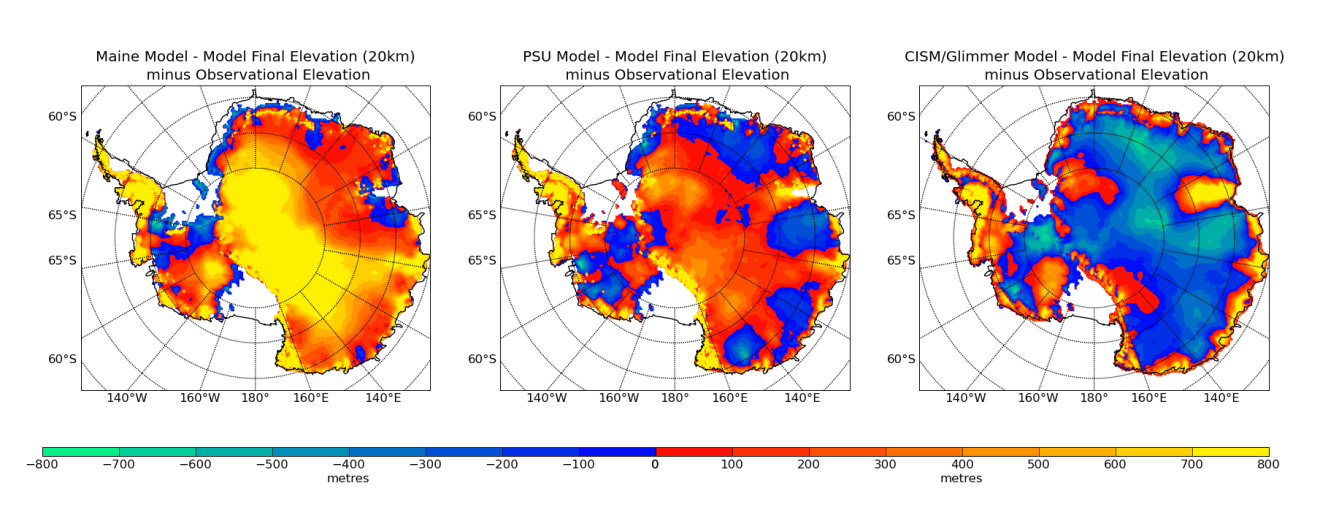 Maine Model - Model Final Elevation (20km)
minus Observational Elevation
PSU Model - Model Final Elevation (20km)
minus Observational Elevation
CISM/Glimmer Model - Model Final Elevation (20km)
minus Observational Elevation
60°S
65°S
65°S
60°S
140°W
160°W
180°
160°E
140°E
60°S
65°S
65°S
60°S
140°W
160°W
180°
160°E
140°E
60°S
65°S
65°S
60°S
140°W
160°W
180°
160°E
140°E
−800 −700 −600 −500 −400 −300 −200 −100 0 100 200 300 400 500 600 700 800
metres metres